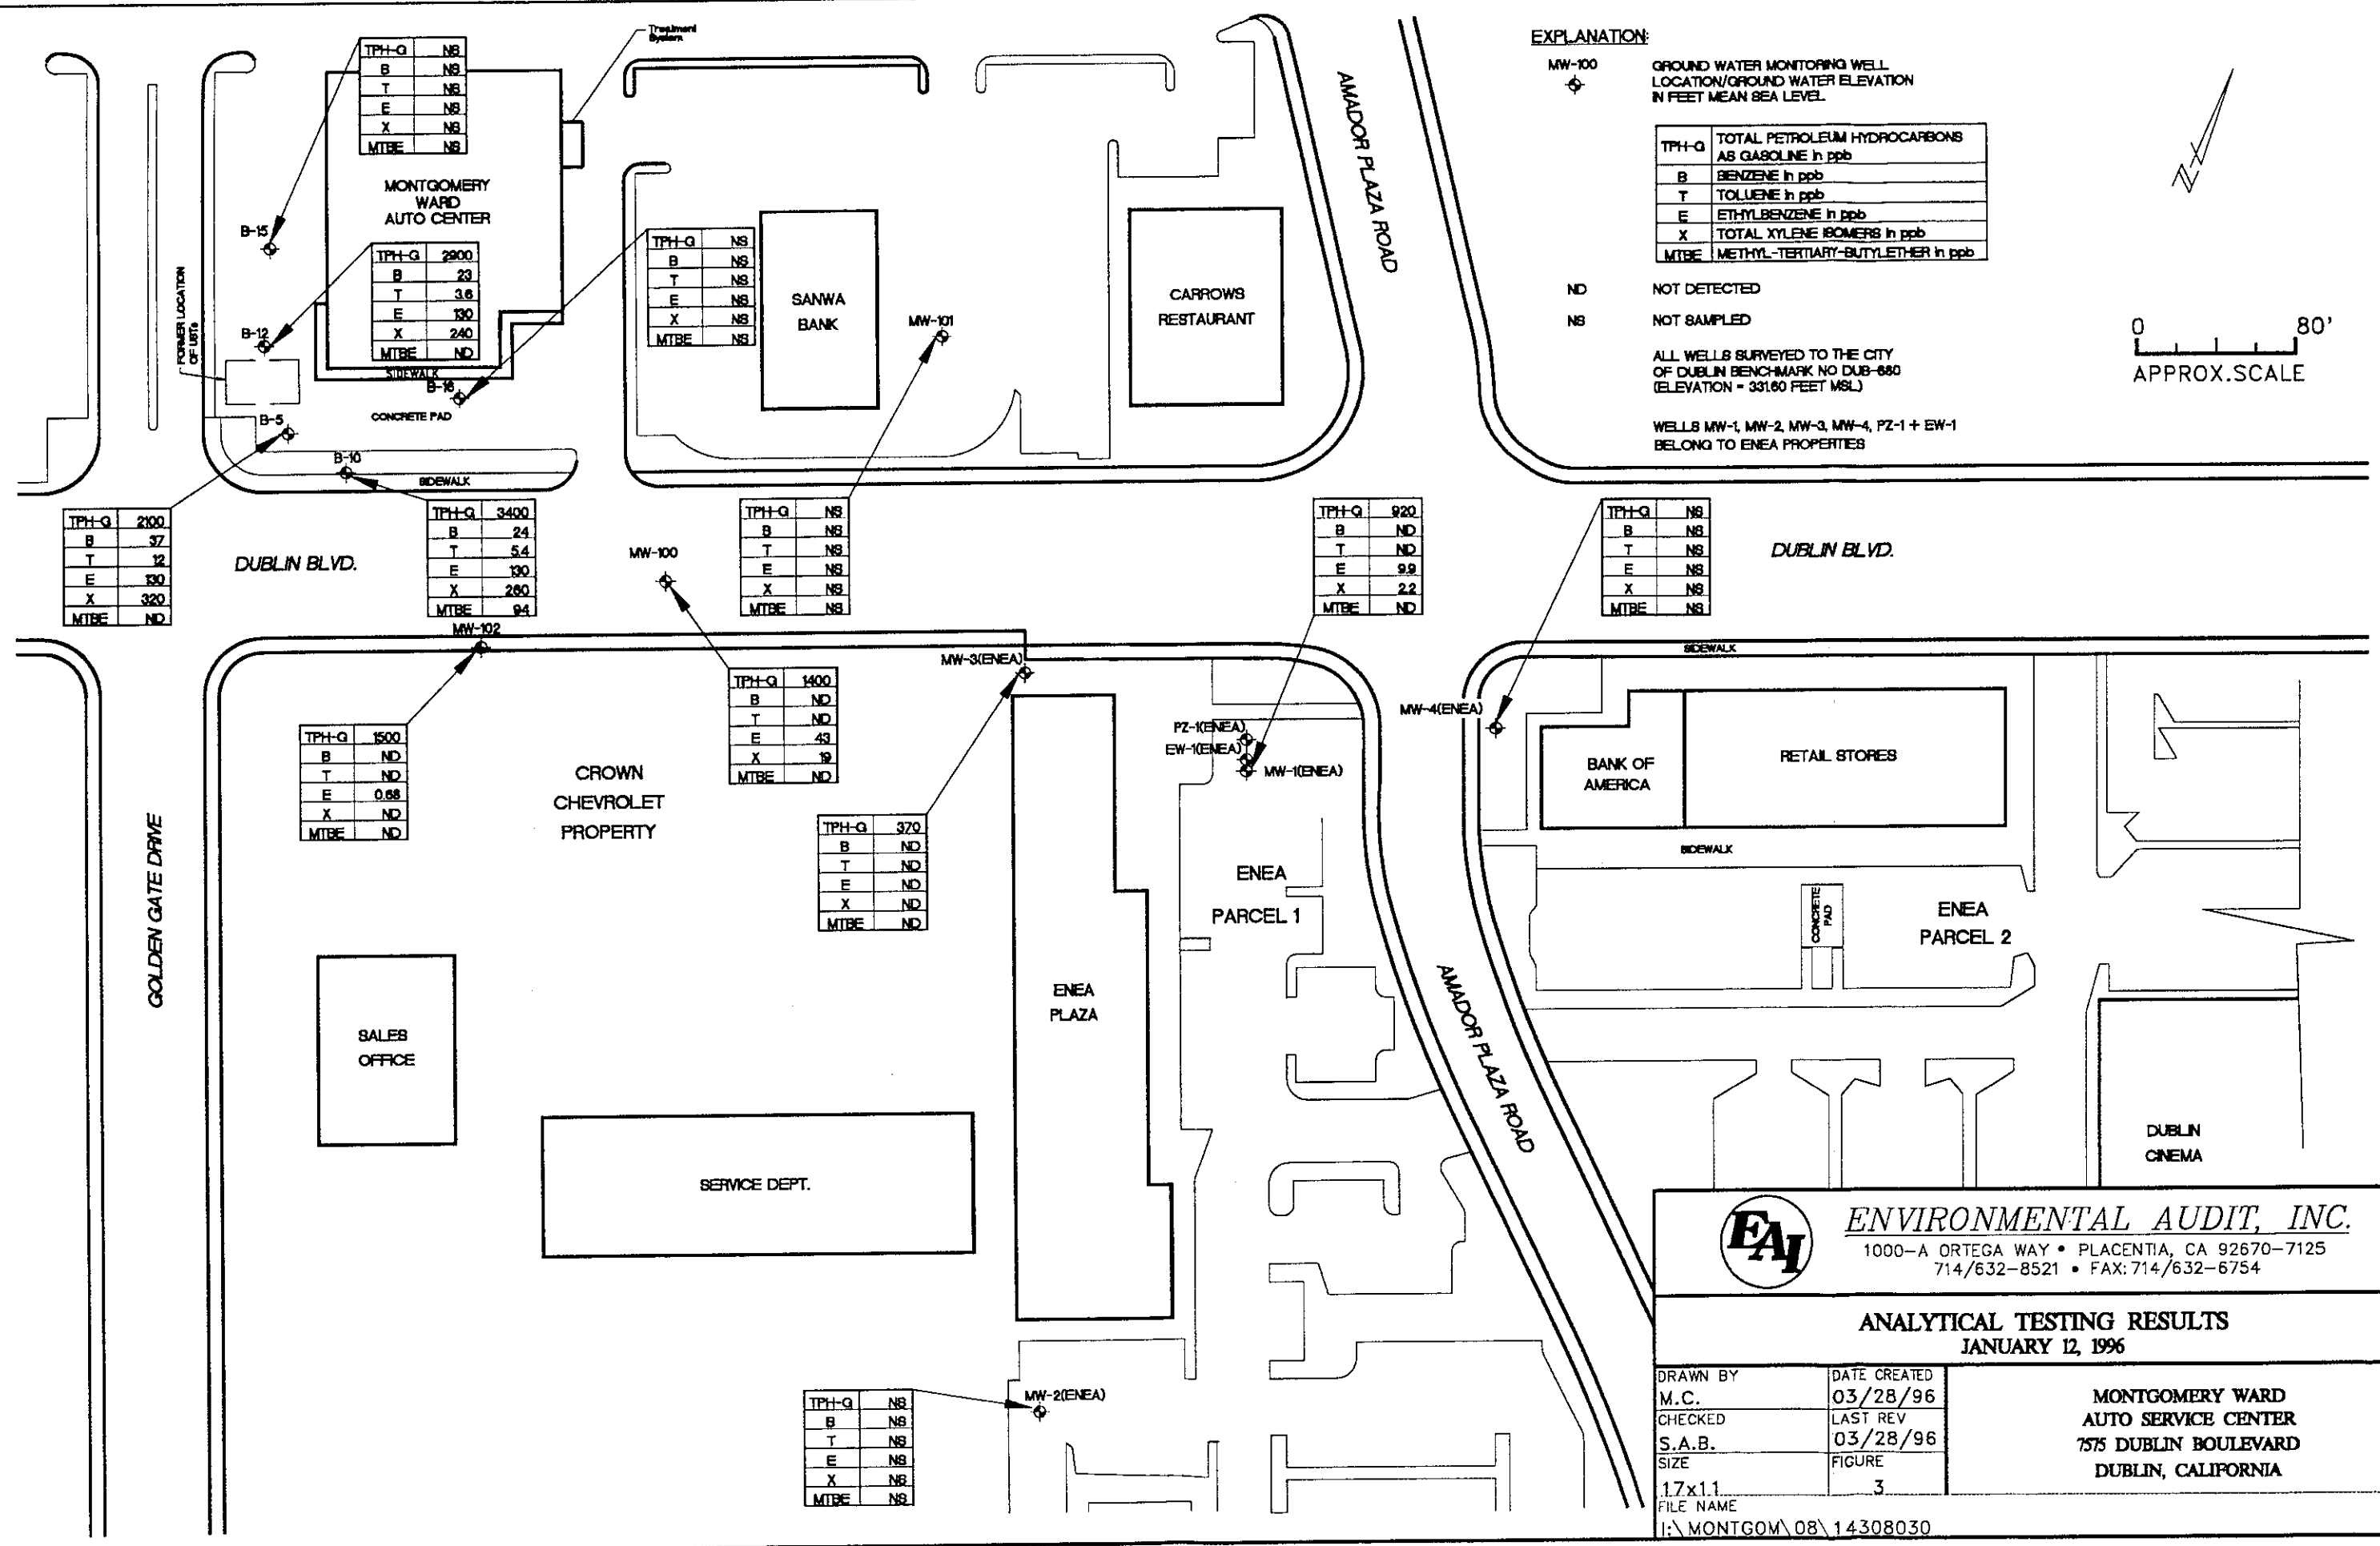 Treatment
System
TPH-G NS
B NS
T NS
E NS
X NS
MTBE NS
MONTGOMERY
WARD
AUTO CENTER
B-15
TPH-G 2900
B 23
T 3.6
E 130
X 240
MTBE ND
B-12
FORMER LOCATION
OF USTs
SIDEWALK
B-16
CONCRETE PAD
B-5
B-10
SIDEWALK
TPH-G NS
B NS
T NS
E NS
X NS
MTBE NS
SANWA
BANK
MW-101
CARROWS
RESTAURANT
AMADOR PLAZA ROAD
EXPLANATION:
MW-100
GROUND WATER MONITORING WELL
LOCATION/GROUND WATER ELEVATION
IN FEET MEAN SEA LEVEL
TPH-G TOTAL PETROLEUM HYDROCARBONS
AS GASOLINE in ppb
B BENZENE in ppb
T TOLUENE in ppb
E ETHYLBENZENE in ppb
X TOTAL XYLENE ISOMERS in ppb
MTBE METHYL-TERTIARY-BUTYLETHER in ppb
ND NOT DETECTED
NS NOT SAMPLED
ALL WELLS SURVEYED TO THE CITY
OF DUBLIN BENCHMARK NO DUB-680
(ELEVATION = 331.60 FEET MSL)
WELLS MW-1, MW-2, MW-3, MW-4, PZ-1 + EW-1
BELONG TO ENEA PROPERTIES
N
0 80'
APPROX.SCALE
TPH-G 2100
B 37
T 12
E 130
X 320
MTBE ND
DUBLIN BLVD.
TPH-G 3400
B 24
T 5.4
E 130
X 260
MTBE 94
MW-100
TPH-G NS
B NS
T NS
E NS
X NS
MTBE NS
TPH-G 920
B ND
T ND
E 9.9
X 2.2
MTBE ND
TPH-G NS
B NS
T NS
E NS
X NS
MTBE NS
DUBLIN BLVD.
MW-102
TPH-G 1500
B ND
T ND
E 0.68
X ND
MTBE ND
CROWN
CHEVROLET
PROPERTY
TPH-G 1400
B ND
T ND
E 43
X 19
MTBE ND
MW-3(ENEA)
TPH-G 370
B ND
T ND
E ND
X ND
MTBE ND
PZ-1(ENEA)
EW-1(ENEA)
MW-1(ENEA)
MW-4(ENEA)
SIDEWALK
BANK OF
AMERICA
RETAIL STORES
SIDEWALK
GOLDEN GATE DRIVE
ENEA
PARCEL 1
CONCRETE
PAD
ENEA
PARCEL 2
SALES
OFFICE
ENEA
PLAZA
AMADOR PLAZA ROAD
SERVICE DEPT.
DUBLIN
CINEMA
TPH-G NS
B NS
T NS
E NS
X NS
MTBE NS
MW-2(ENEA)
EAI
ENVIRONMENTAL AUDIT, INC.
1000-A ORTEGA WAY • PLACENTIA, CA 92670-7125
714/632-8521 • FAX: 714/632-6754
ANALYTICAL TESTING RESULTS
JANUARY 12, 1996
DRAWN BY
M.C.
DATE CREATED
03/28/96
CHECKED
S.A.B.
LAST REV
03/28/96
SIZE
17x11
FIGURE
3
MONTGOMERY WARD
AUTO SERVICE CENTER
7575 DUBLIN BOULEVARD
DUBLIN, CALIFORNIA
FILE NAME
I:\MONTGOM\08\14308030